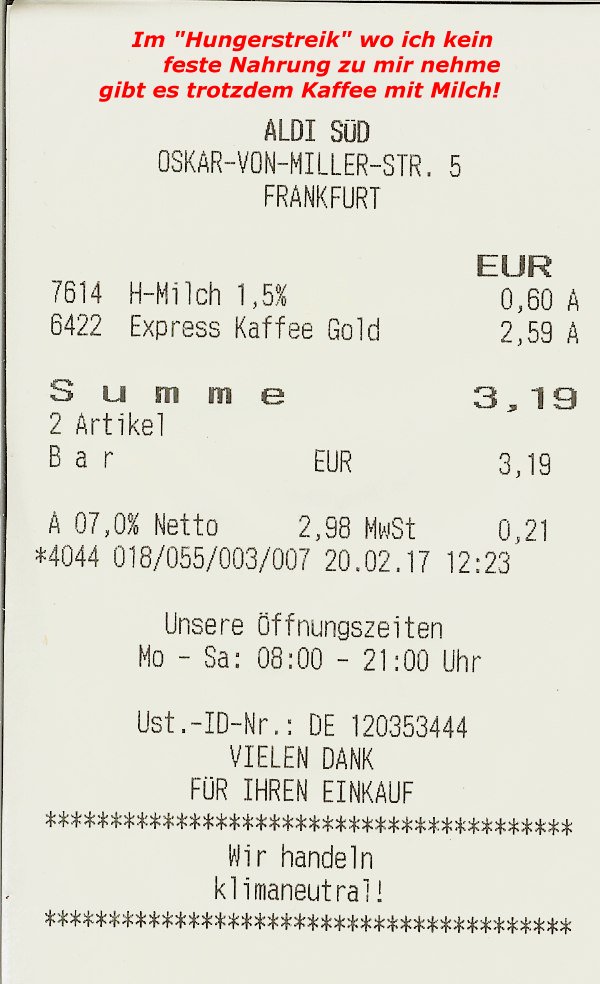 Im "Hungerstreik" wo ich kein
feste Nahrung zu mir nehme
gibt es trotzdem Kaffee mit Milch!
ALDI SÜD
OSKAR-VON-MILLER-STR. 5
FRANKFURT
EUR
7614 H-Milch 1,5% 0,60 A
6422 Express Kaffee Gold 2,59 A
Summe 3,19
2 Artikel
Bar EUR 3,19
A 07,0% Netto 2,98 MwSt 0,21
*4044 018/055/003/007 20.02.17 12:23
Unsere Öffnungszeiten
Mo - Sa: 08:00 - 21:00 Uhr
Ust.-ID-Nr.: DE 120353444
VIELEN DANK
FÜR IHREN EINKAUF
*****************************************
Wir handeln
klimaneutral!
*****************************************